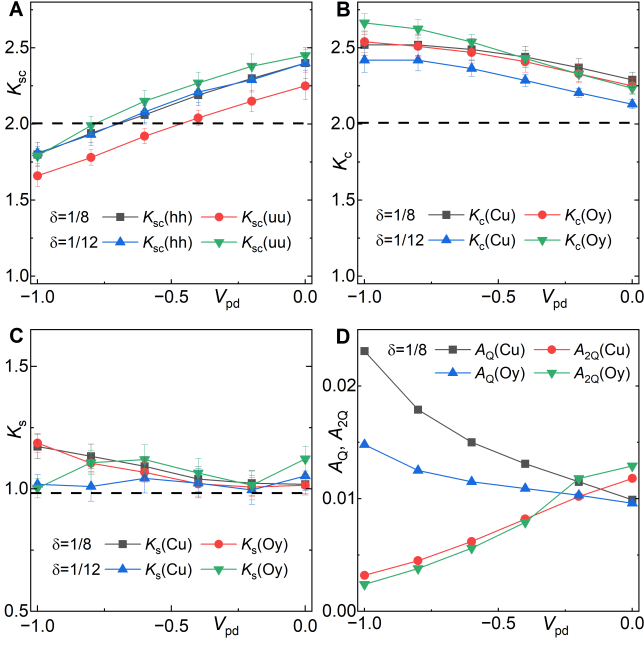 A
2.5
2.0
1.5
1.0
K_sc
δ=1/8 K_sc(hh) K_sc(uu)
δ=1/12 K_sc(hh) K_sc(uu)
−1.0 −0.5 0.0
V_pd
B
2.5
2.0
1.5
1.0
K_c
δ=1/8 K_c(Cu) K_c(Oy)
δ=1/12 K_c(Cu) K_c(Oy)
−1.0 −0.5 0.0
V_pd
C
1.5
1.0
0.5
K_s
δ=1/8 K_s(Cu) K_s(Oy)
δ=1/12 K_s(Cu) K_s(Oy)
−1.0 −0.5 0.0
V_pd
D
δ=1/8 A_Q(Cu) A_2Q(Cu)
A_Q(Oy) A_2Q(Oy)
0.02
0.01
0.00
A_Q, A_2Q
−1.0 −0.5 0.0
V_pd